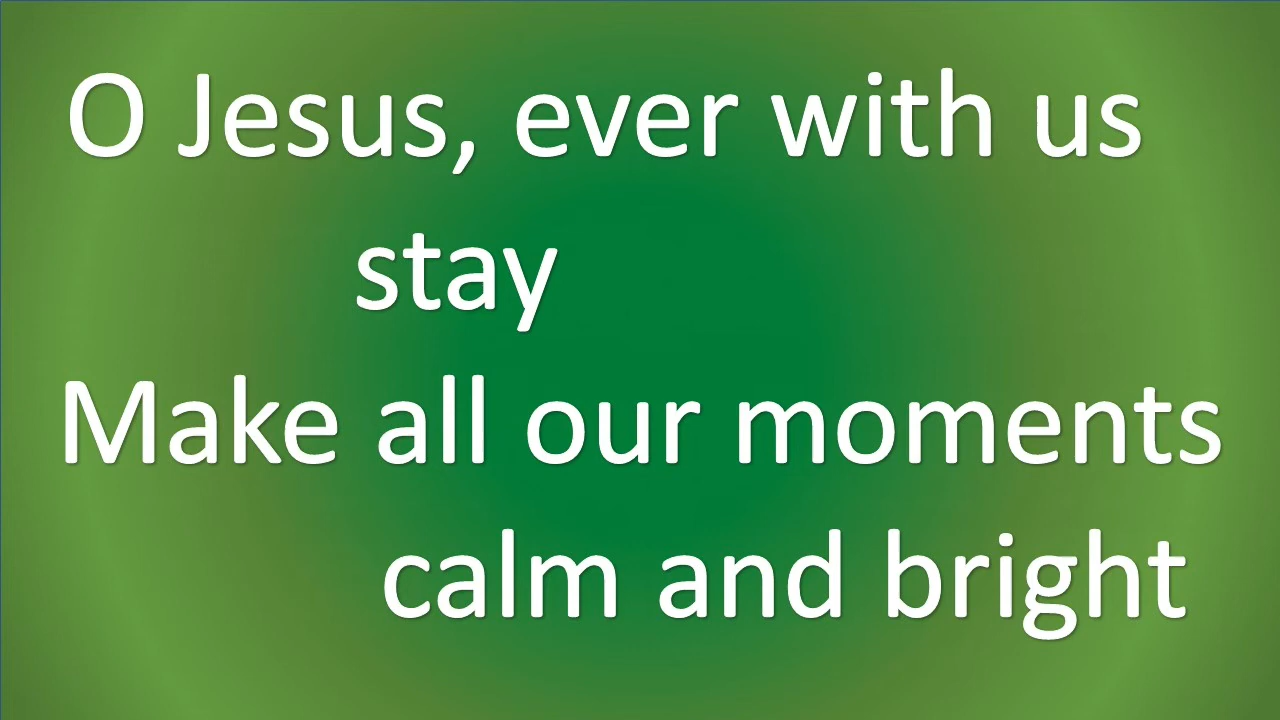 O Jesus, ever with us
stay
Make all our moments
calm and bright